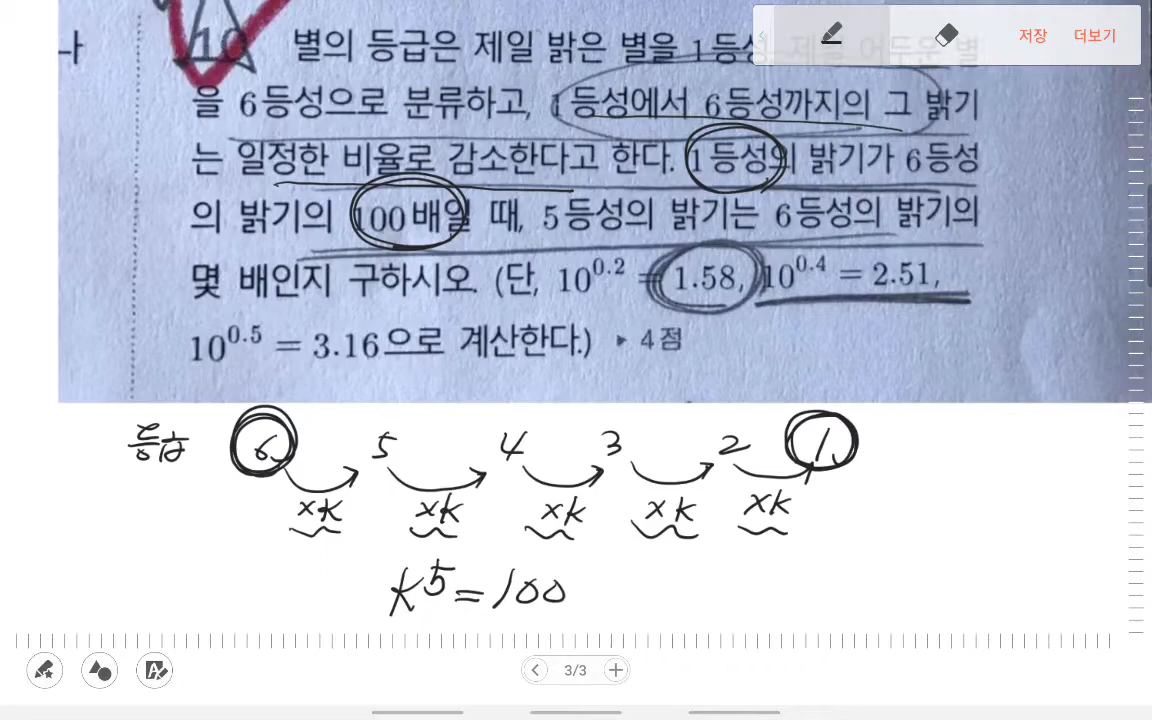 나
10 별의 등급은 제일 밝은 별을 1등성 제일 어두운 별
을 6등성으로 분류하고, 1등성에서 6등성까지의 그 밝기
는 일정한 비율로 감소한다고 한다. 1등성의 밝기가 6등성
의 밝기의 100배일 때, 5등성의 밝기는 6등성의 밝기의
몇 배인지 구하시오. (단, 10^0.2 = 1.58, 10^0.4 = 2.51,
10^0.5 = 3.16으로 계산한다.) ▶ 4점
저장 더보기
등급 6 5 4 3 2 1
×k ×k ×k ×k ×k
k^5 = 100
3/3